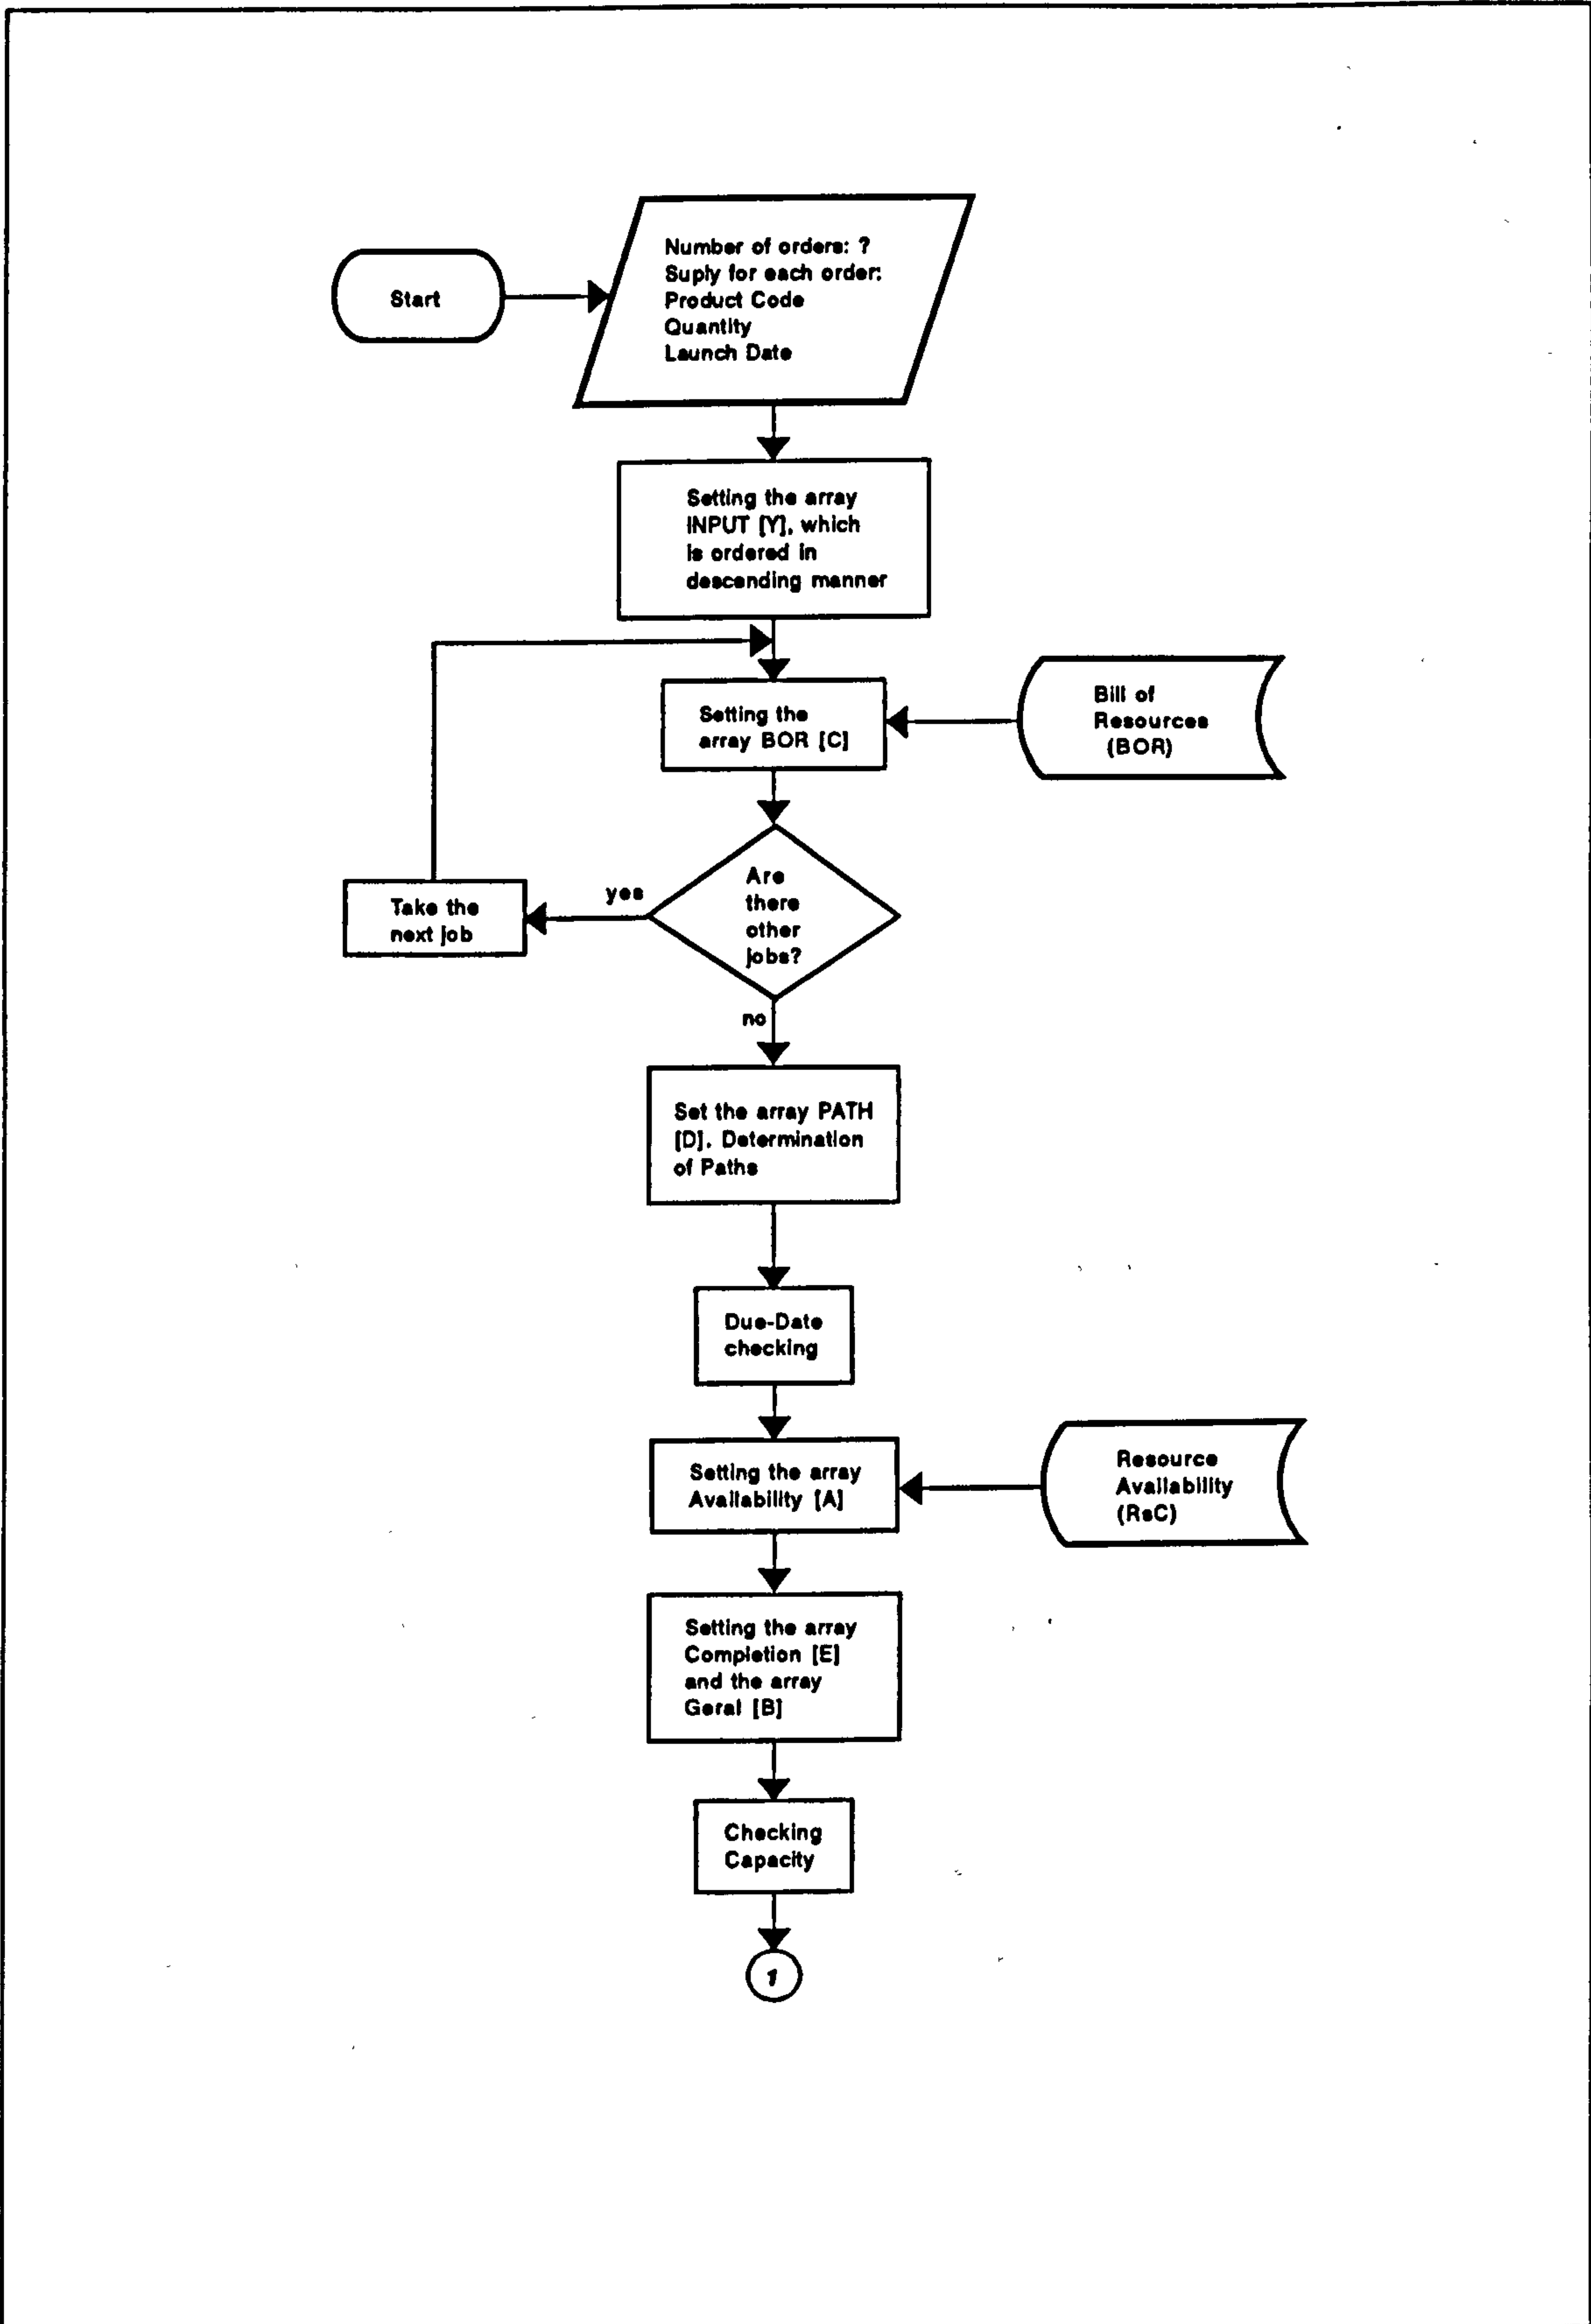 Start
Number of orders: ?
Suply for each order:
Product Code
Quantity
Launch Date
Setting the array
INPUT [Y], which
is ordered in
descending manner
Setting the
array BOR [C]
Bill of
Resources
(BOR)
Are
there
other
jobs?
yes
Take the
next job
no
Set the array PATH
[D]. Determination
of Paths
Due-Date
checking
Setting the array
Availability [A]
Resource
Availability
(RsC)
Setting the array
Completion [E]
and the array
Geral [B]
Checking
Capacity
1